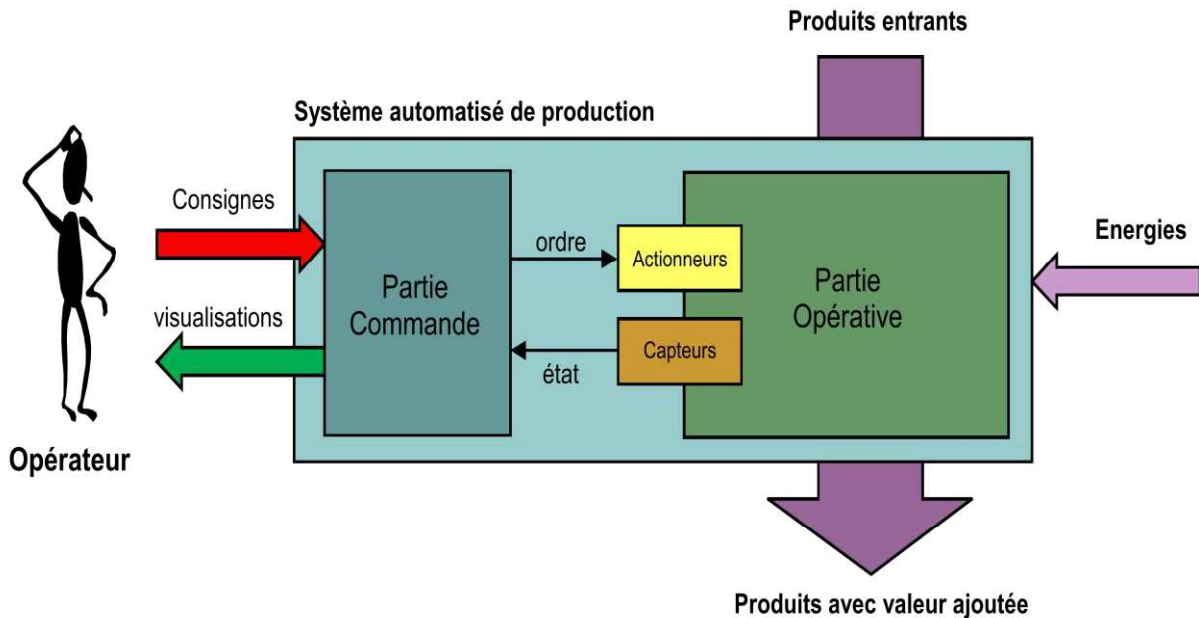 Produits entrants
Système automatisé de production
Consignes
ordre
Actionneurs
Energies
Partie
Commande
Partie
Opérative
visualisations
Capteurs
état
Opérateur
Produits avec valeur ajoutée